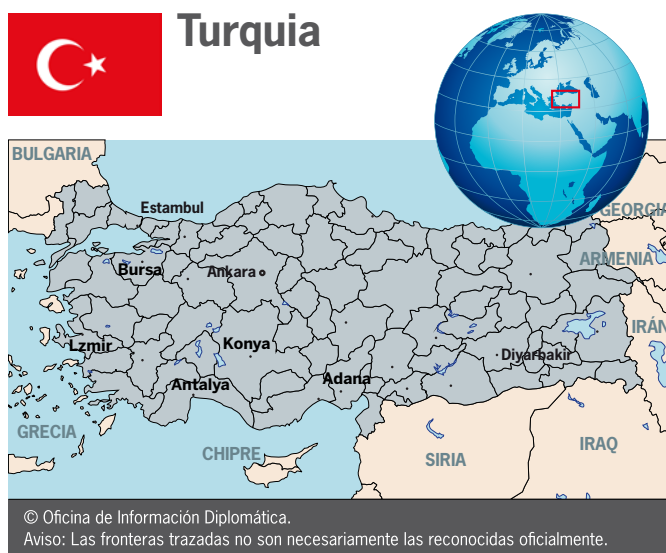 Turquia
BULGARIA
Estambul
GEORGIA
ARMENIA
Bursa
Ankara
IRÁN
Lzmir
Konya
Diyarbakir
Antalya
Adana
GRECIA
CHIPRE
SIRIA
IRAQ
© Oficina de Información Diplomática.
Aviso: Las fronteras trazadas no son necesariamente las reconocidas oficialmente.